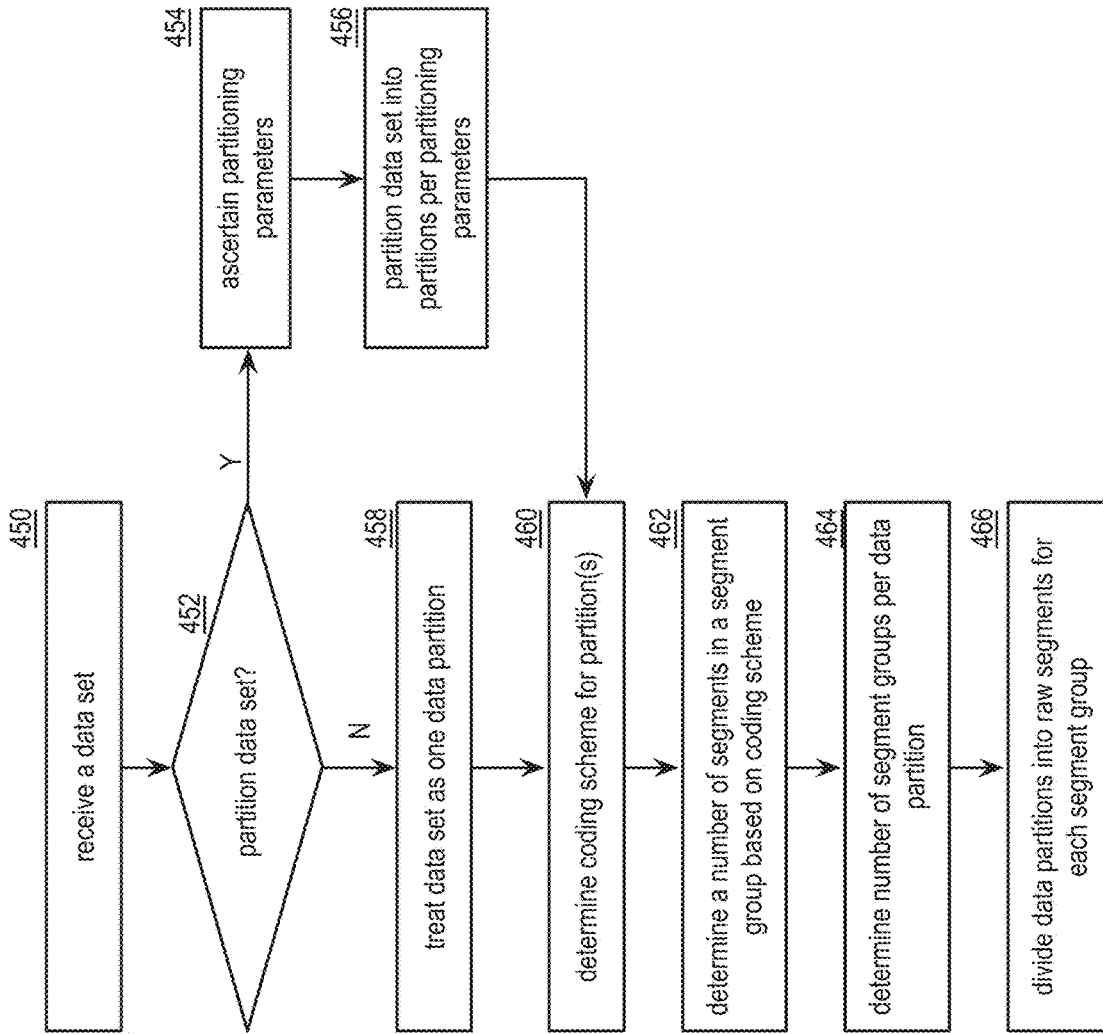 450
receive a data set
452
partition data set?
Y
N
454
ascertain partitioning
parameters
456
partition data set into
partitions per partitioning
parameters
458
treat data set as one data partition
460
determine coding scheme for partition(s)
462
determine a number of segments in a segment
group based on coding scheme
464
determine number of segment groups per data
partition
466
divide data partitions into raw segments for
each segment group